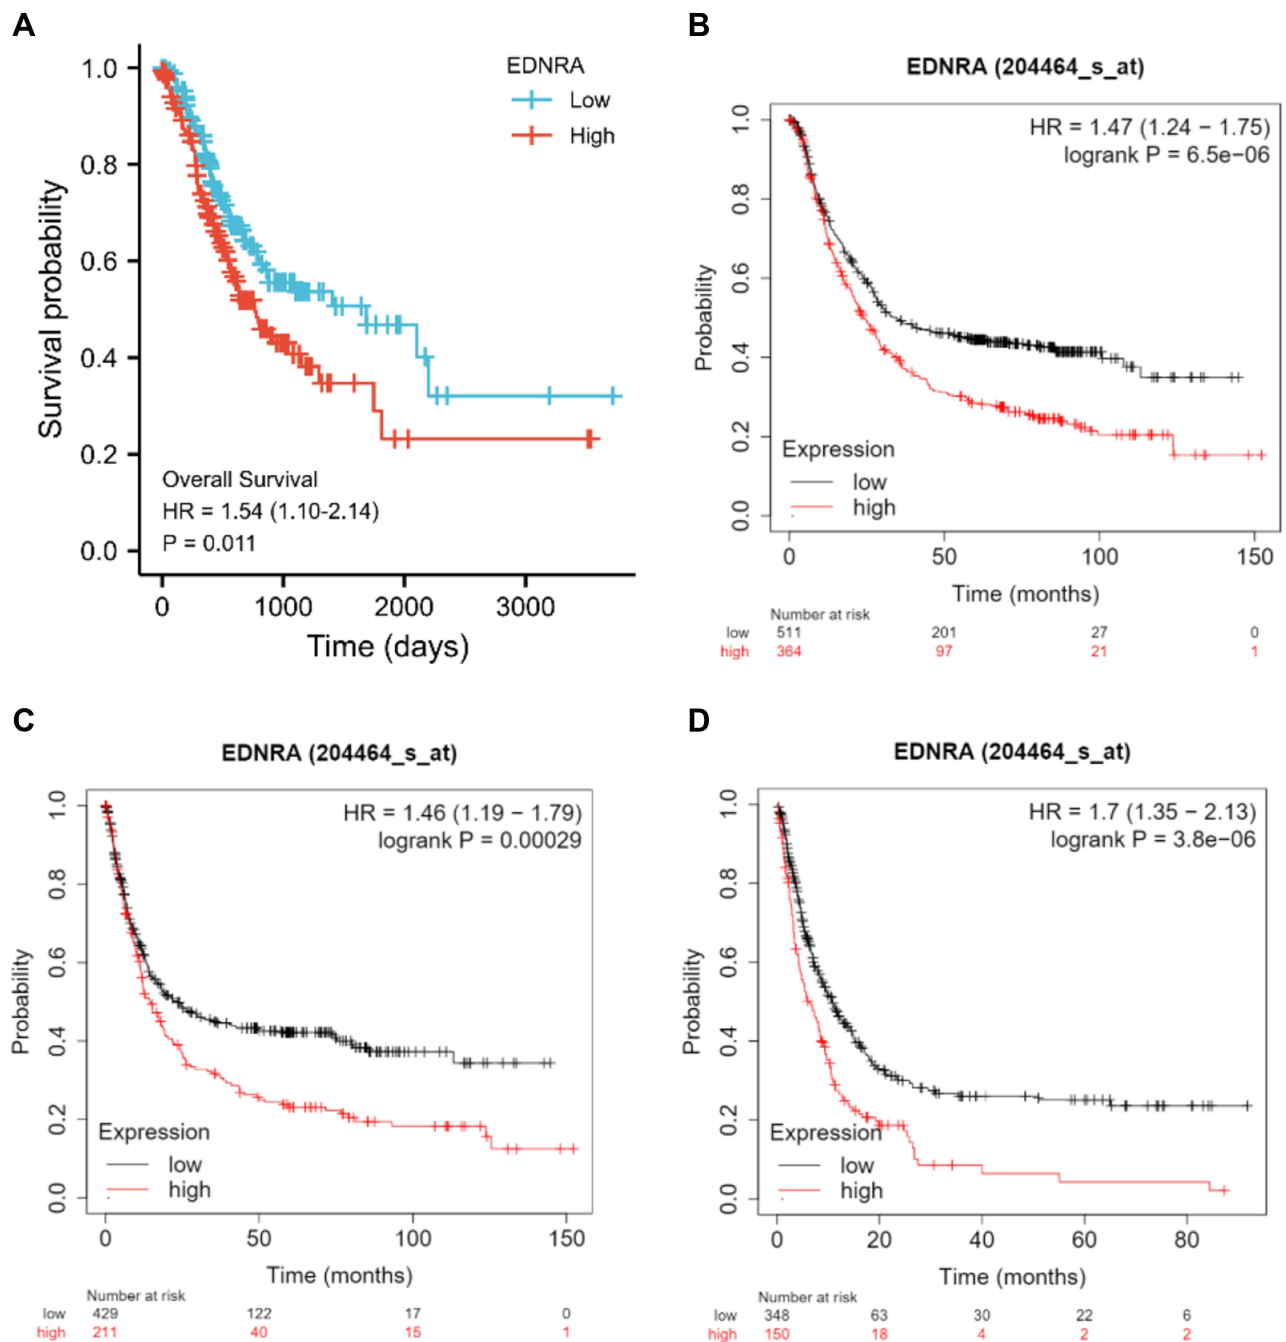 A
EDNRA
Low
High
1.0
0.8
0.6
0.4
0.2
0.0
Survival probability
Overall Survival
HR = 1.54 (1.10-2.14)
P = 0.011
0 1000 2000 3000
Time (days)
B
EDNRA (204464_s_at)
HR = 1.47 (1.24 − 1.75)
logrank P = 6.5e−06
1.0
0.8
0.6
0.4
0.2
0.0
Probability
Expression
low
high
0 50 100 150
Time (months)
Number at risk
low 511 201 27 0
high 364 97 21 1
C
EDNRA (204464_s_at)
HR = 1.46 (1.19 − 1.79)
logrank P = 0.00029
1.0
0.8
0.6
0.4
0.2
0.0
Probability
Expression
low
high
0 50 100 150
Time (months)
Number at risk
low 429 122 17 0
high 211 40 15 1
D
EDNRA (204464_s_at)
HR = 1.7 (1.35 − 2.13)
logrank P = 3.8e−06
1.0
0.8
0.6
0.4
0.2
0.0
Probability
Expression
low
high
0 20 40 60 80
Time (months)
Number at risk
low 348 63 30 22 6
high 150 18 4 2 2